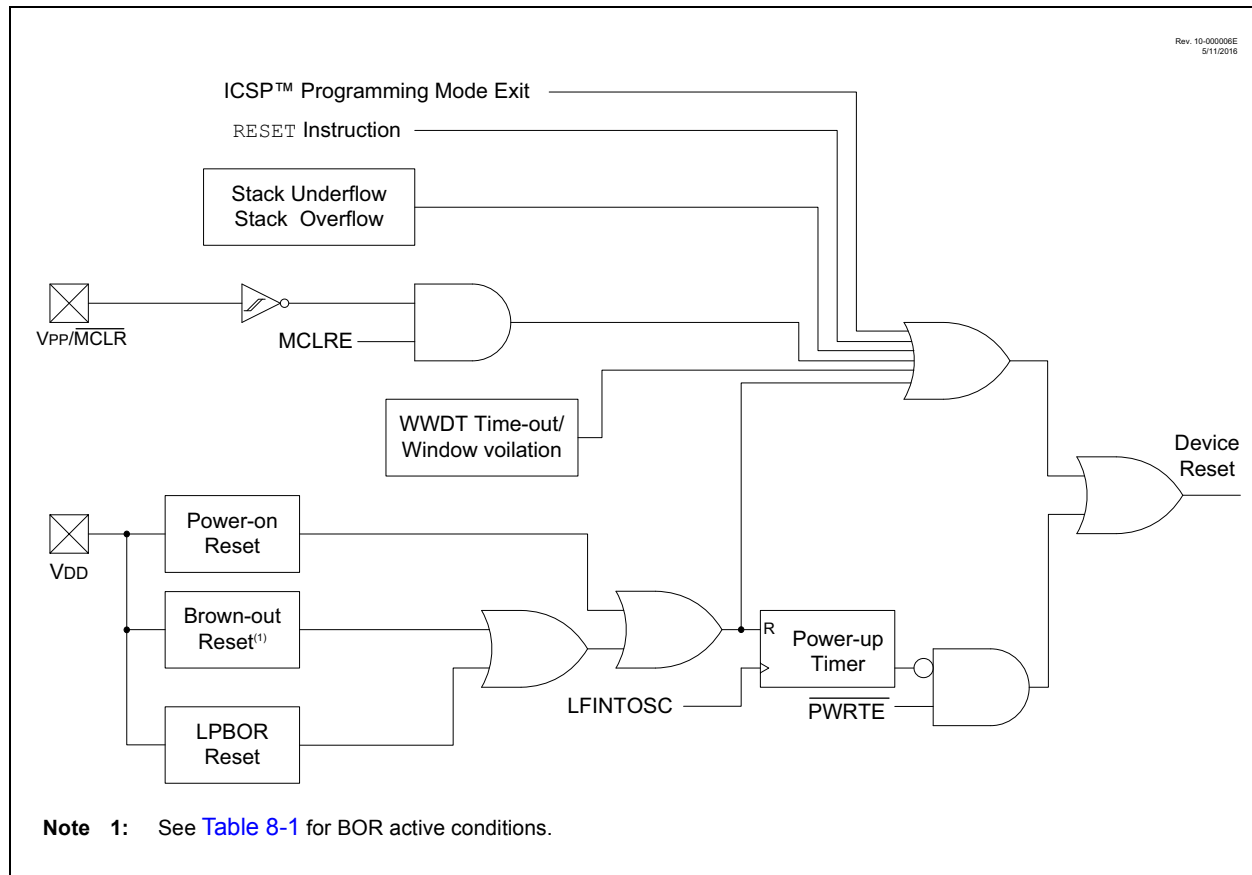 Rev. 10-000006E
5/11/2016
ICSP™ Programming Mode Exit
RESET Instruction
Stack Underflow
Stack Overflow
VPP/MCLR
MCLRE
WWDT Time-out/
Window voilation
Device
Reset
VDD
Power-on
Reset
Brown-out
Reset(1)
LPBOR
Reset
R
Power-up
Timer
LFINTOSC
PWRTE
Note 1: See Table 8-1 for BOR active conditions.